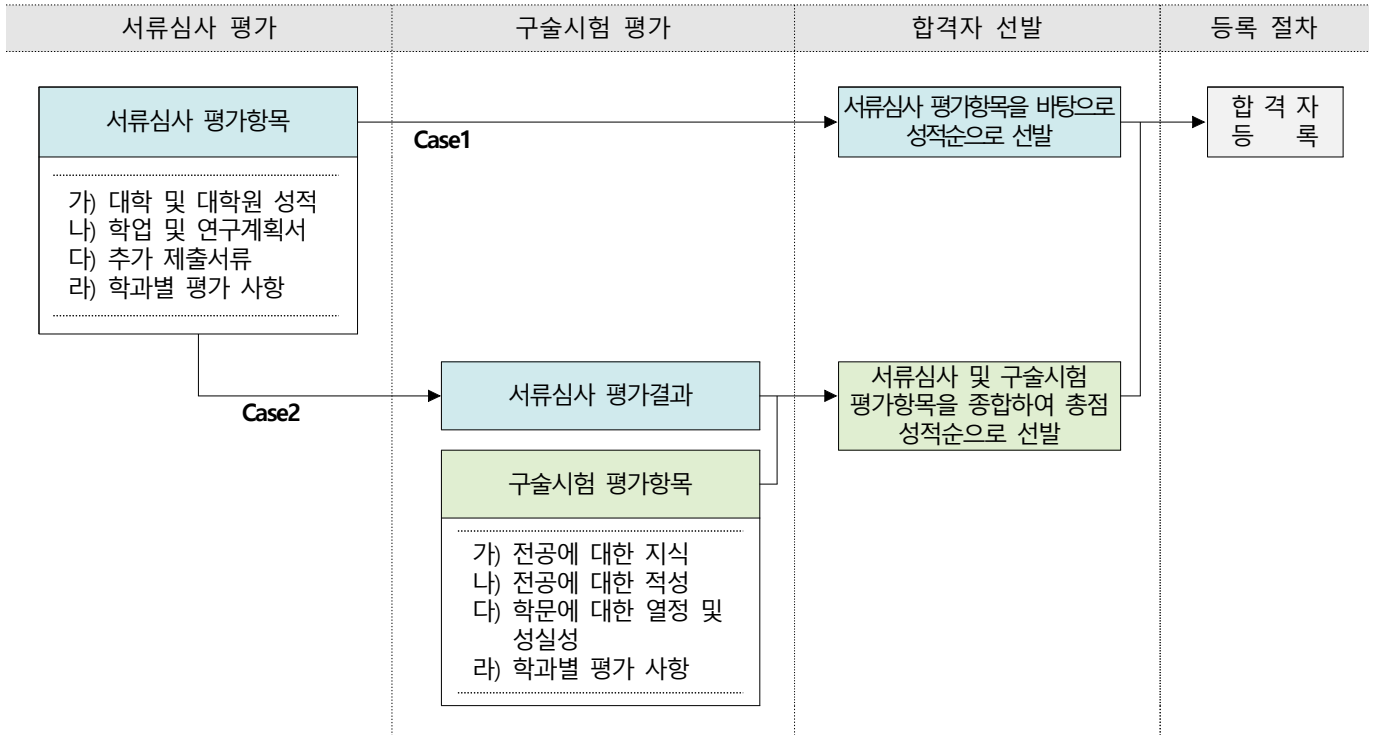 서류심사 평가
구술시험 평가
합격자 선발
등록 절차
서류심사 평가항목
가) 대학 및 대학원 성적
나) 학업 및 연구계획서
다) 추가 제출서류
라) 학과별 평가 사항
Case1
서류심사 평가항목을 바탕으로
성적순으로 선발
합 격 자
등 록
Case2
서류심사 평가결과
서류심사 및 구술시험
평가항목을 종합하여 총점
성적순으로 선발
구술시험 평가항목
가) 전공에 대한 지식
나) 전공에 대한 적성
다) 학문에 대한 열정 및
성실성
라) 학과별 평가 사항